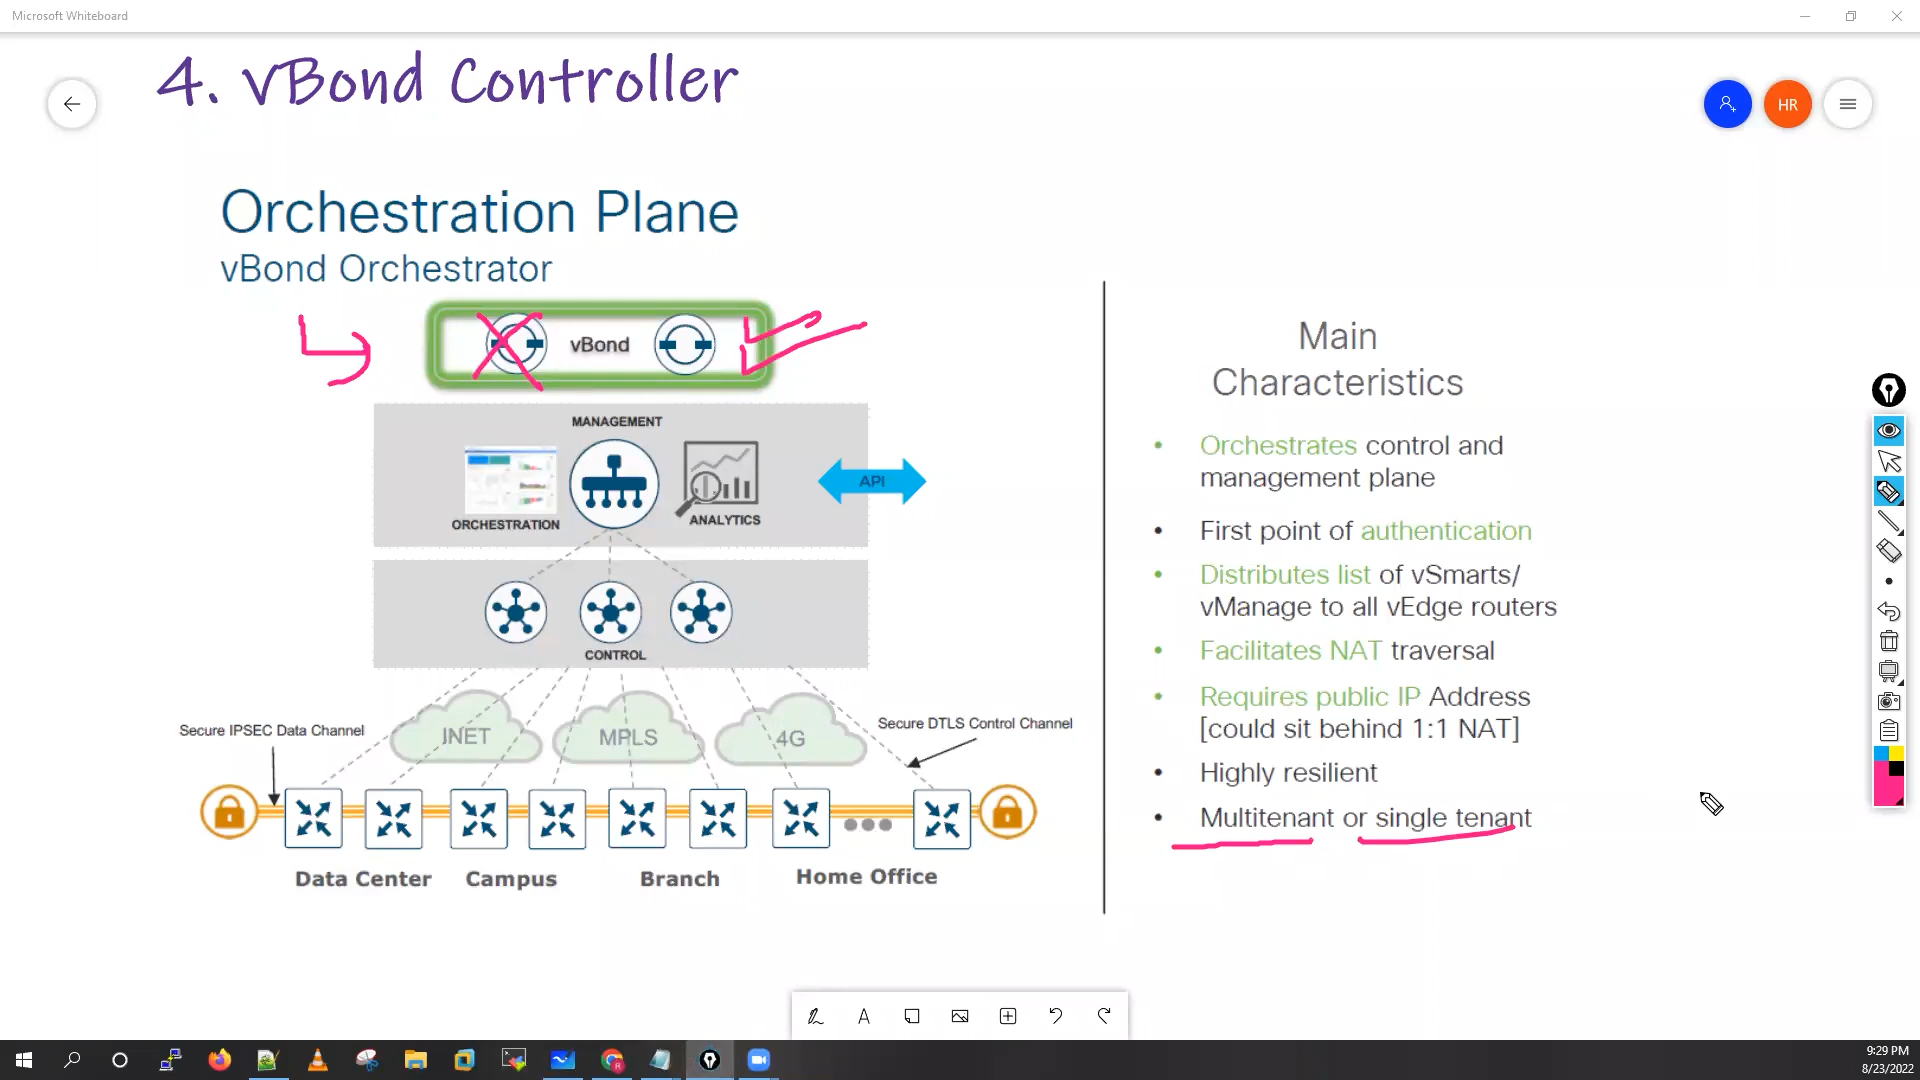 Microsoft Whiteboard
4. vBond Controller
HR
Orchestration Plane
vBond Orchestrator
vBond
MANAGEMENT
ORCHESTRATION
ANALYTICS
API
CONTROL
Secure IPSEC Data Channel
INET
MPLS
4G
Secure DTLS Control Channel
Data Center
Campus
Branch
Home Office
Main
Characteristics
• Orchestrates control and
management plane
• First point of authentication
• Distributes list of vSmarts/
vManage to all vEdge routers
• Facilitates NAT traversal
• Requires public IP Address
[could sit behind 1:1 NAT]
• Highly resilient
• Multitenant or single tenant
9:29 PM
8/23/2022